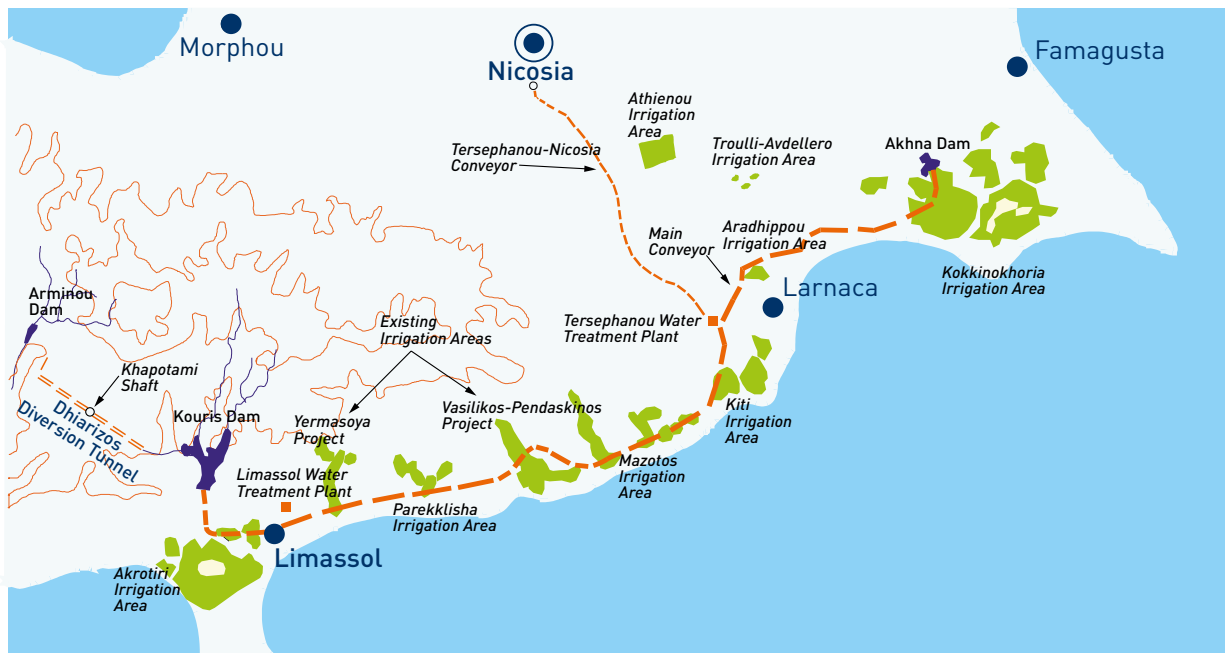 Morphou
Nicosia
Famagusta
Athienou
Irrigation
Area
Tersephanou-Nicosia
Conveyor
Troulli-Avdellero
Irrigation Area
Akhna Dam
Main
Conveyor
Aradhippou
Irrigation Area
Kokkinokhoria
Irrigation Area
Larnaca
Arminou
Dam
Existing
Irrigation Areas
Tersephanou Water
Treatment Plant
Khapotami
Shaft
Dhiarizos
Diversion Tunnel
Kouris Dam
Yermasoya
Project
Vasilikos-Pendaskinos
Project
Kiti
Irrigation
Area
Mazotos
Irrigation
Area
Limassol Water
Treatment Plant
Parekklisha
Irrigation Area
Limassol
Akrotiri
Irrigation
Area